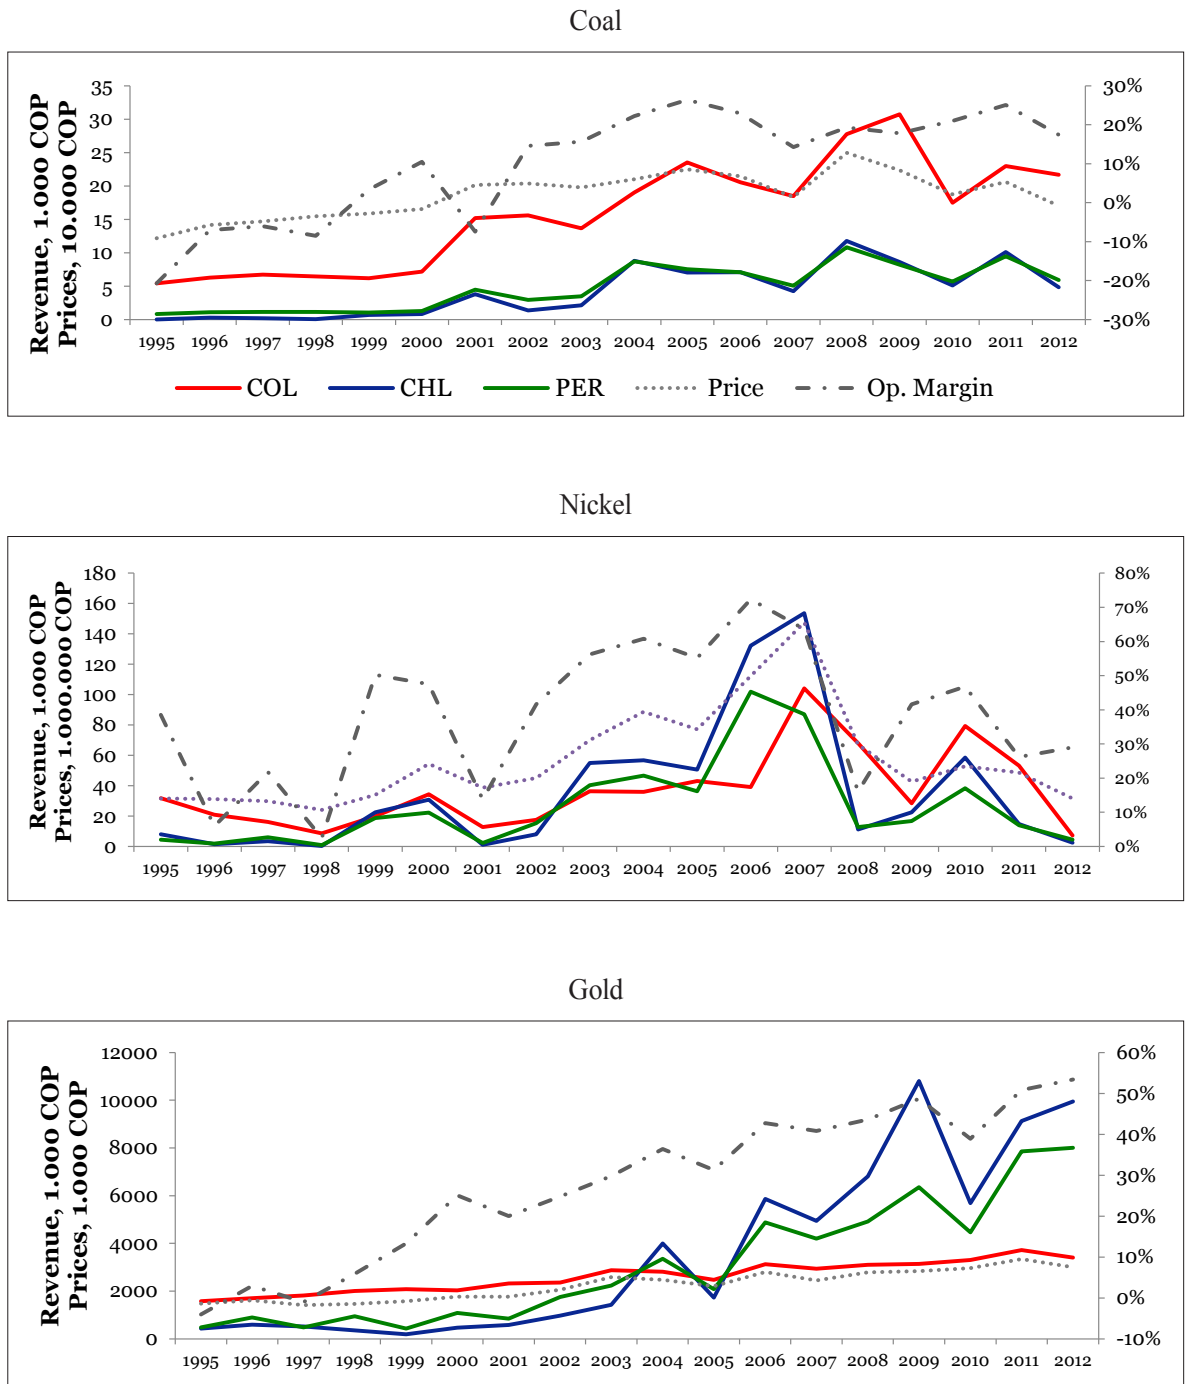 Coal
Revenue, 1.000 COP
Prices, 10.000 COP
35 30%
30 20%
25 10%
20 0%
15
10 -10%
5 -20%
0 -30%
1995 1996 1997 1998 1999 2000 2001 2002 2003 2004 2005 2006 2007 2008 2009 2010 2011 2012
COL CHL PER Price Op. Margin
Nickel
Revenue, 1.000 COP
Prices, 1.000.000 COP
180 80%
160 70%
140 60%
120 50%
100 40%
80 30%
60 20%
40 10%
20
0 0%
1995 1996 1997 1998 1999 2000 2001 2002 2003 2004 2005 2006 2007 2008 2009 2010 2011 2012
Gold
Revenue, 1.000 COP
Prices, 1.000 COP
12000 60%
10000 50%
8000 40%
6000 30%
4000 20%
2000 10%
0 0%
-10%
1995 1996 1997 1998 1999 2000 2001 2002 2003 2004 2005 2006 2007 2008 2009 2010 2011 2012